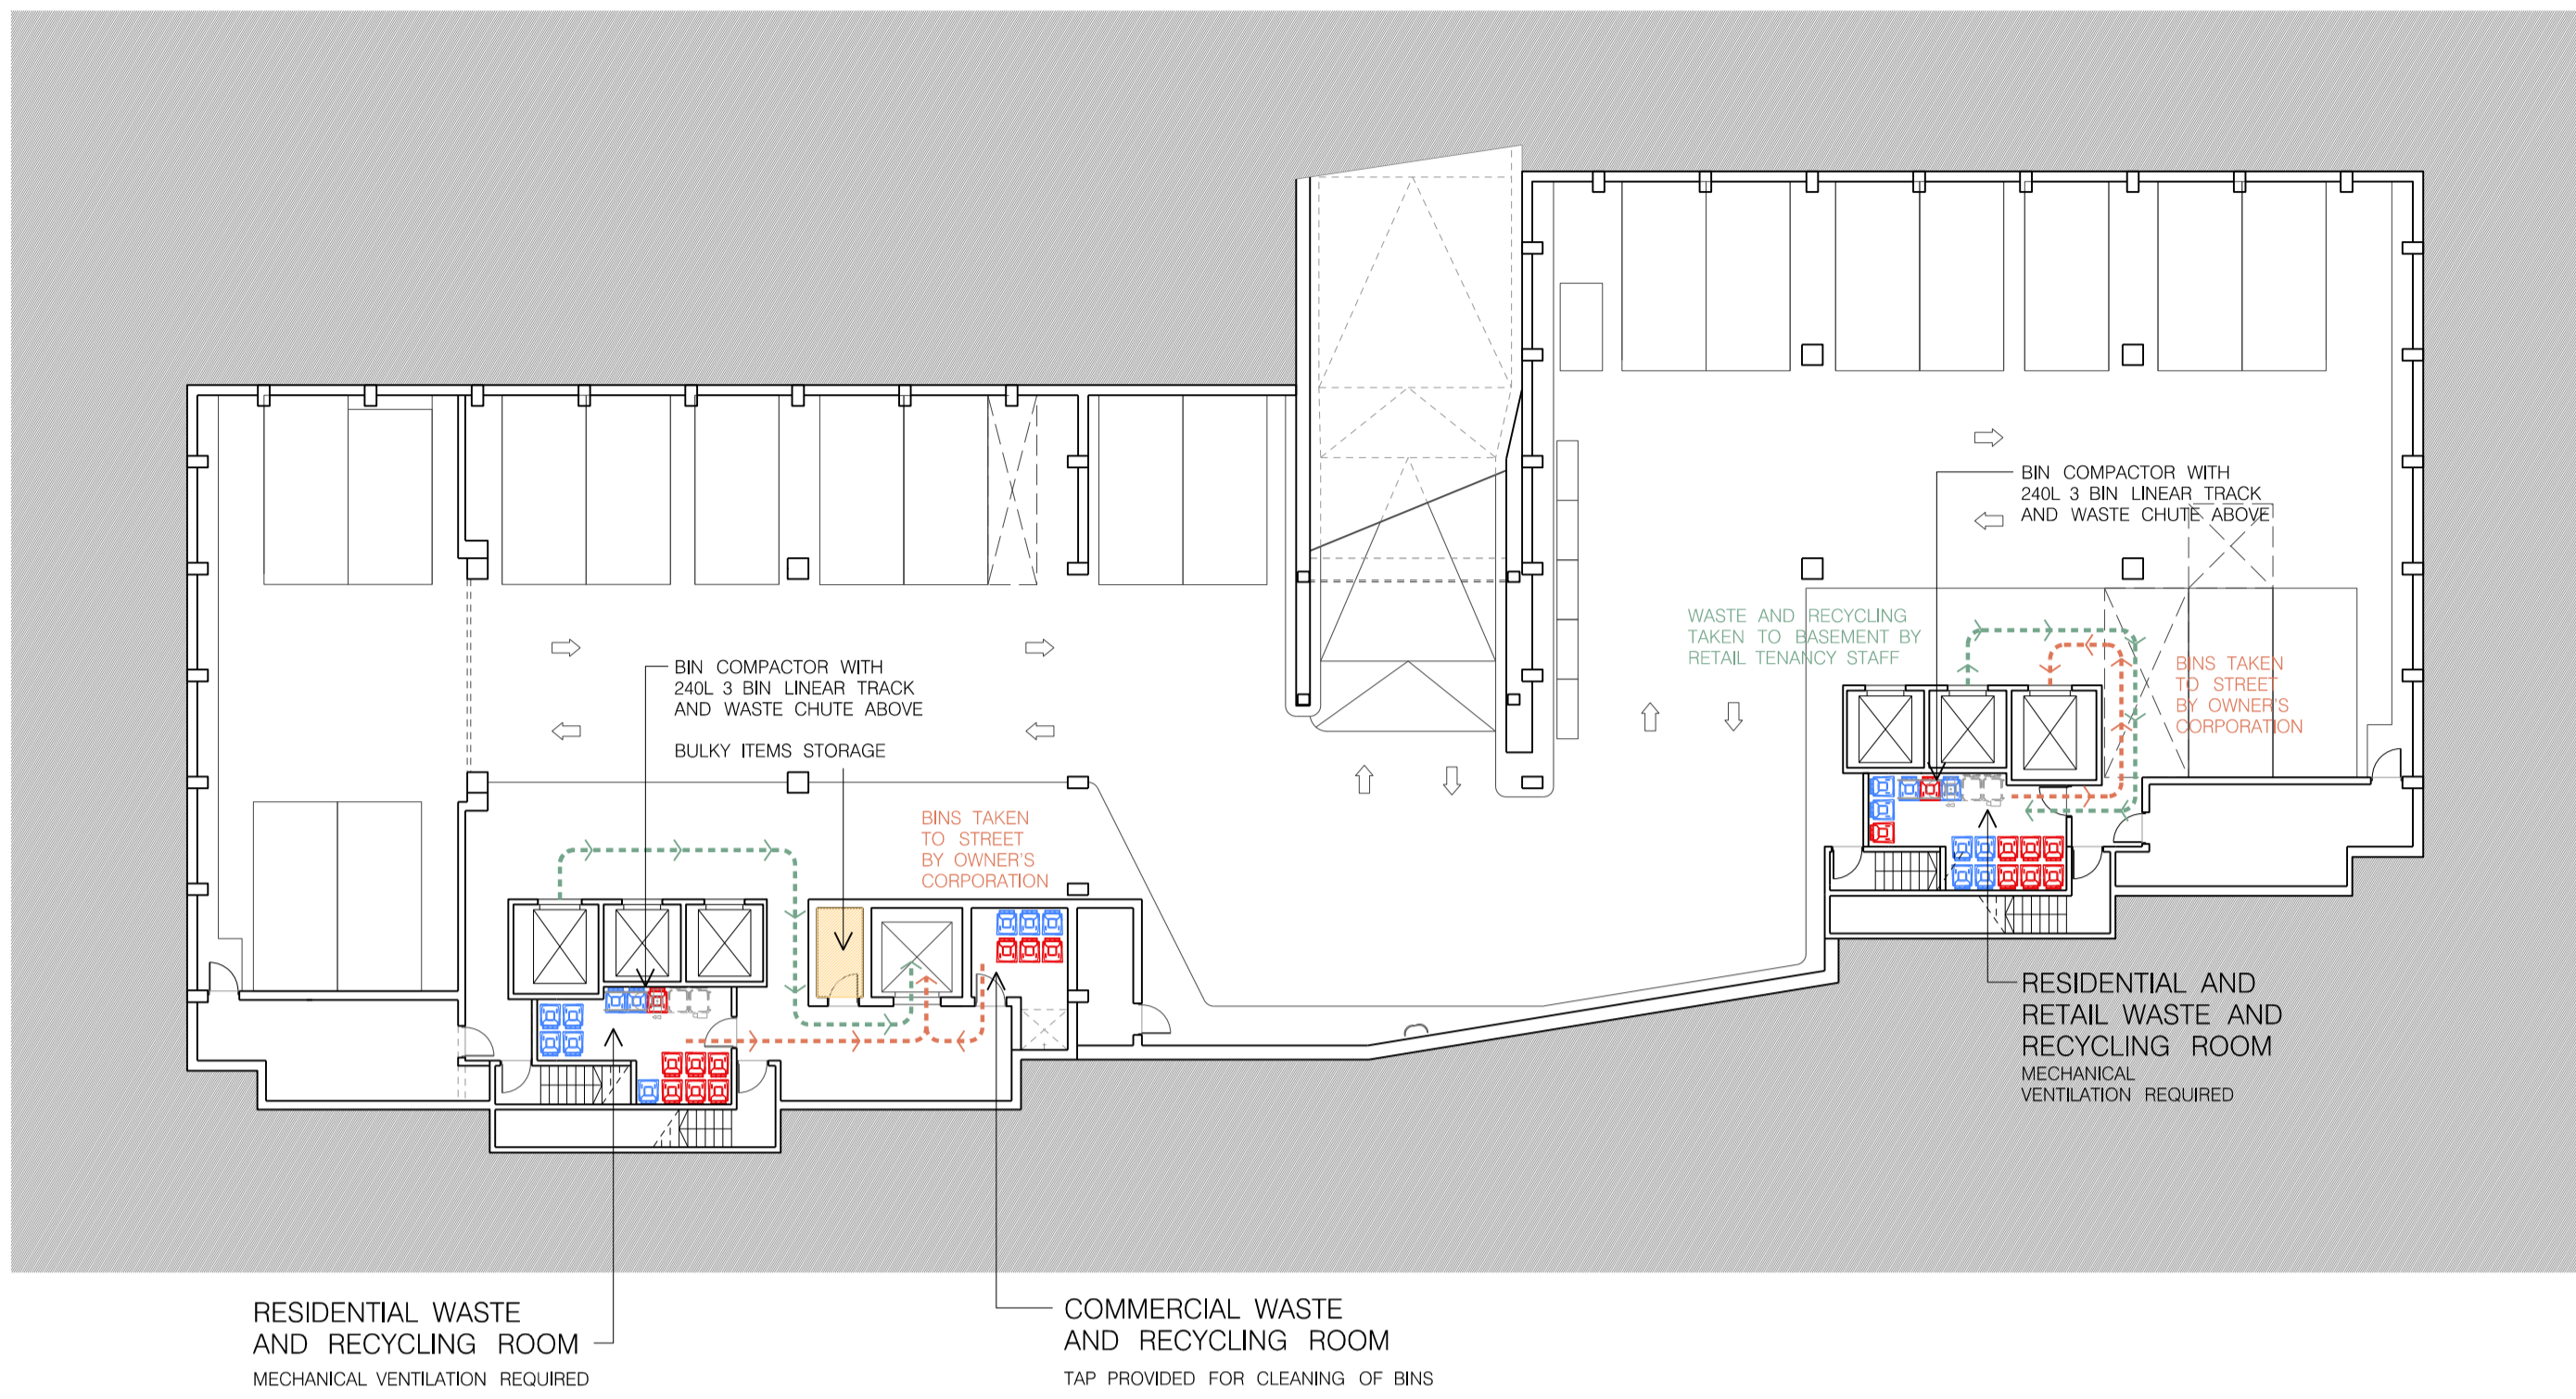 BIN COMPACTOR WITH
240L 3 BIN LINEAR TRACK
AND WASTE CHUTE ABOVE
WASTE AND RECYCLING
TAKEN TO BASEMENT BY
RETAIL TENANCY STAFF
BINS TAKEN
TO STREET
BY OWNER'S
CORPORATION
BIN COMPACTOR WITH
240L 3 BIN LINEAR TRACK
AND WASTE CHUTE ABOVE
BULKY ITEMS STORAGE
BINS TAKEN
TO STREET
BY OWNER'S
CORPORATION
RESIDENTIAL AND
RETAIL WASTE AND
RECYCLING ROOM
MECHANICAL
VENTILATION REQUIRED
RESIDENTIAL WASTE
AND RECYCLING ROOM
MECHANICAL VENTILATION REQUIRED
COMMERCIAL WASTE
AND RECYCLING ROOM
TAP PROVIDED FOR CLEANING OF BINS